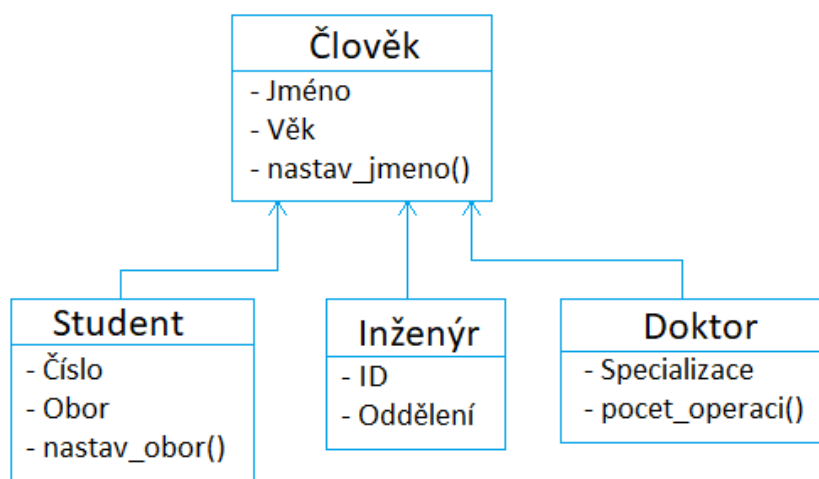 Člověk
- Jméno
- Věk
- nastav_jmeno()
Student
- Číslo
- Obor
- nastav_obor()
Inženýr
- ID
- Oddělení
Doktor
- Specializace
- pocet_operaci()